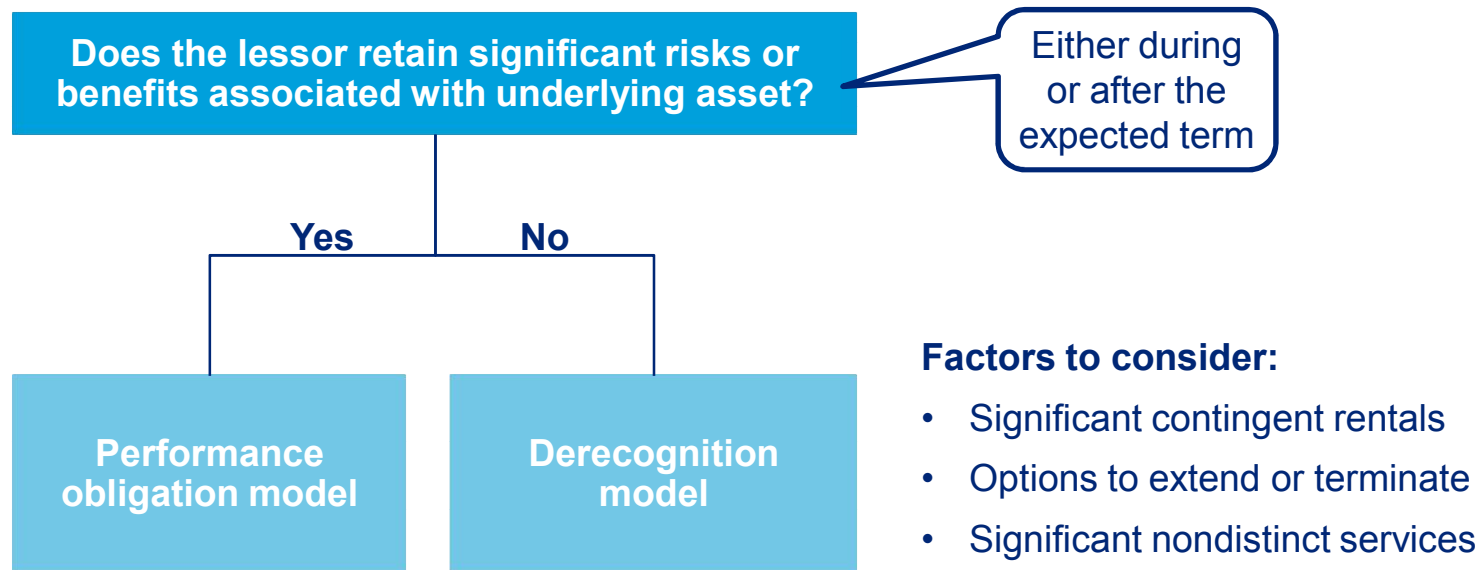 Does the lessor retain significant risks or
benefits associated with underlying asset?
Either during
or after the
expected term
Yes
No
Performance
obligation model
Derecognition
model
Factors to consider:
• Significant contingent rentals
• Options to extend or terminate
• Significant nondistinct services